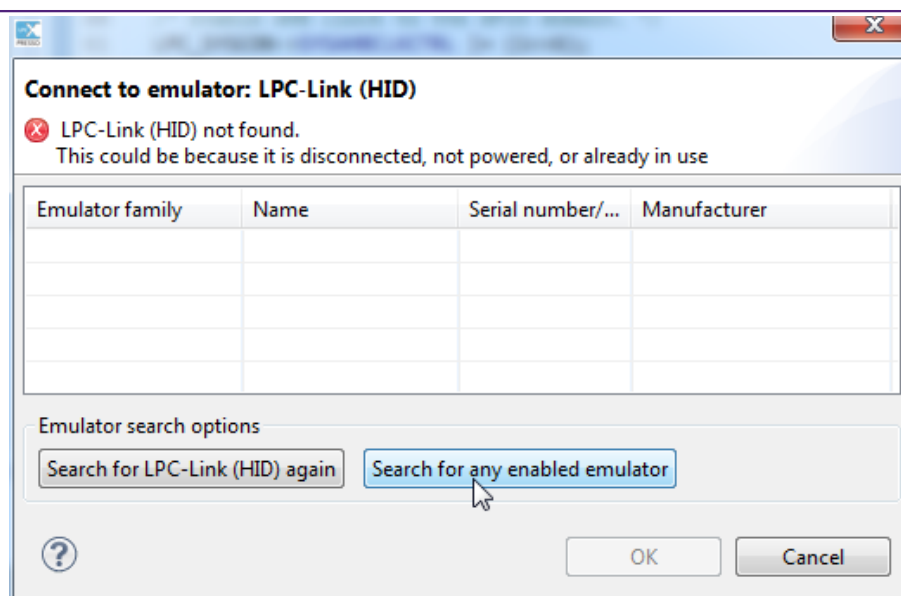 Connect to emulator: LPC-Link (HID)
LPC-Link (HID) not found.
This could be because it is disconnected, not powered, or already in use
Emulator family Name Serial number/... Manufacturer
Emulator search options
Search for LPC-Link (HID) again Search for any enabled emulator
OK Cancel